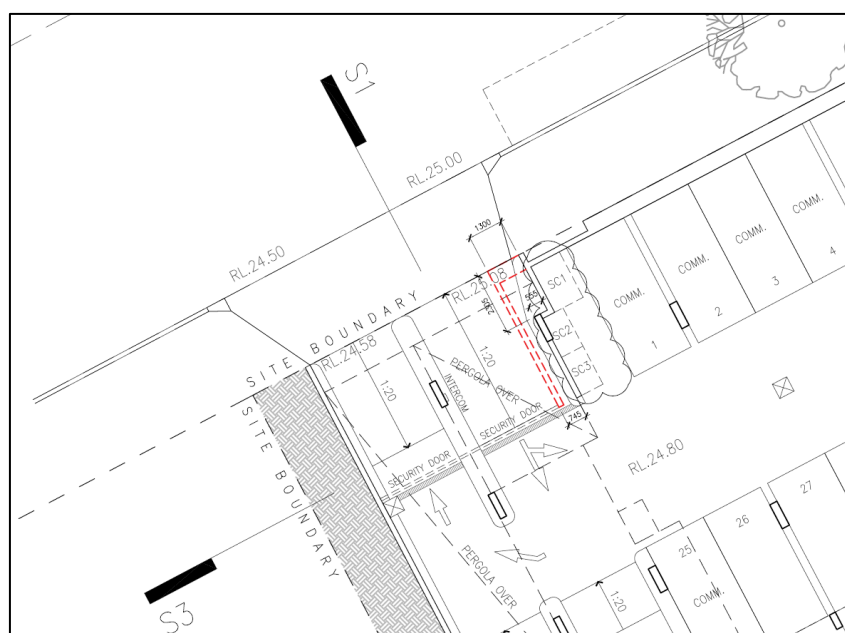 S1
RL.25.00
RL.24.50
1300
RL.25.08
SITE BOUNDARY
RL.24.58
SITE BOUNDARY
555
SC1
SC2
SC3
COMM.
1
COMM.
2
COMM.
3
COMM.
4
1:20
1:20
INTERCOM
PERGOLA OVER
SECURITY DOOR
SECURITY DOOR
745
RL.24.80
PERGOLA OVER
1:20
25
COMM.
26
27
S3